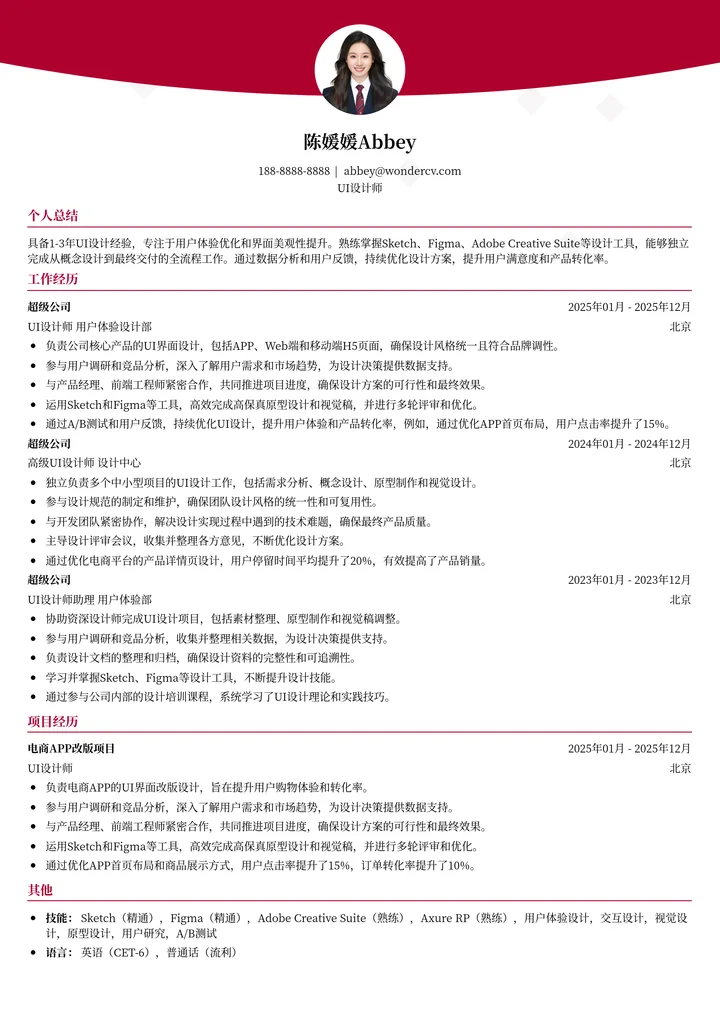 陈媛媛Abbey
188-8888-8888 | abbey@wondercv.com
UI设计师
个人总结
具备1-3年UI设计经验，专注于用户体验优化和界面美观性提升。熟练掌握Sketch、Figma、Adobe Creative Suite等设计工具，能够独立
完成从概念设计到最终交付的全流程工作。通过数据分析和用户反馈，持续优化设计方案，提升用户满意度和产品转化率。
工作经历
超级公司 2025年01月 - 2025年12月
UI设计师 用户体验设计部 北京
• 负责公司核心产品的UI界面设计，包括APP、Web端和移动端H5页面，确保设计风格统一且符合品牌调性。
• 参与用户调研和竞品分析，深入了解用户需求和市场趋势，为设计决策提供数据支持。
• 与产品经理、前端工程师紧密合作，共同推进项目进度，确保设计方案的可行性和最终效果。
• 运用Sketch和Figma等工具，高效完成高保真原型设计和视觉稿，并进行多轮评审和优化。
• 通过A/B测试和用户反馈，持续优化UI设计，提升用户体验和产品转化率，例如，通过优化APP首页布局，用户点击率提升了15%。
超级公司 2024年01月 - 2024年12月
高级UI设计师 设计中心 北京
• 独立负责多个中小型项目的UI设计工作，包括需求分析、概念设计、原型制作和视觉设计。
• 参与设计规范的制定和维护，确保团队设计风格的统一性和可复用性。
• 与开发团队紧密协作，解决设计实现过程中遇到的技术难题，确保最终产品质量。
• 主导设计评审会议，收集并整理各方意见，不断优化设计方案。
• 通过优化电商平台的产品详情页设计，用户停留时间平均提升了20%，有效提高了产品销量。
超级公司 2023年01月 - 2023年12月
UI设计师助理 用户体验部 北京
• 协助资深设计师完成UI设计项目，包括素材整理、原型制作和视觉稿调整。
• 参与用户调研和竞品分析，收集并整理相关数据，为设计决策提供支持。
• 负责设计文档的整理和归档，确保设计资料的完整性和可追溯性。
• 学习并掌握Sketch、Figma等设计工具，不断提升设计技能。
• 通过参与公司内部的设计培训课程，系统学习了UI设计理论和实践技巧。
项目经历
电商APP改版项目 2025年01月 - 2025年12月
UI设计师 北京
• 负责电商APP的UI界面改版设计，旨在提升用户购物体验和转化率。
• 参与用户调研和竞品分析，深入了解用户需求和市场趋势，为设计决策提供数据支持。
• 与产品经理、前端工程师紧密合作，共同推进项目进度，确保设计方案的可行性和最终效果。
• 运用Sketch和Figma等工具，高效完成高保真原型设计和视觉稿，并进行多轮评审和优化。
• 通过优化APP首页布局和商品展示方式，用户点击率提升了15%，订单转化率提升了10%。
其他
• 技能： Sketch（精通），Figma（精通），Adobe Creative Suite（熟练），Axure RP（熟练），用户体验设计，交互设计，视觉设
计，原型设计，用户研究，A/B测试
• 语言： 英语（CET-6），普通话（流利）